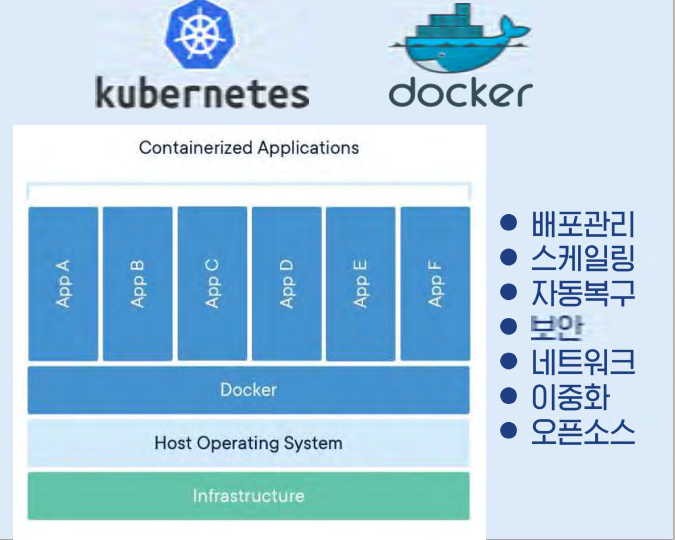 kubernetes
docker
Containerized Applications
App A
App B
App C
App D
App E
App F
Docker
Host Operating System
Infrastructure
● 배포관리
● 스케일링
● 자동복구
● 보안
● 네트워크
● 이중화
● 오픈소스